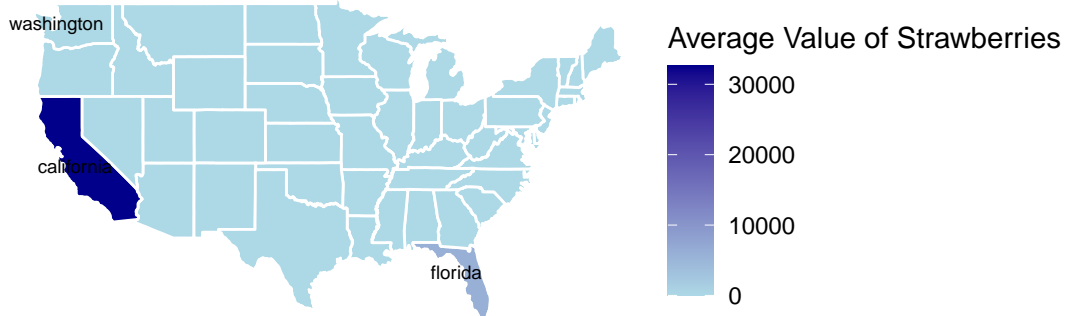 washington
california
florida
Average Value of Strawberries
30000
20000
10000
0